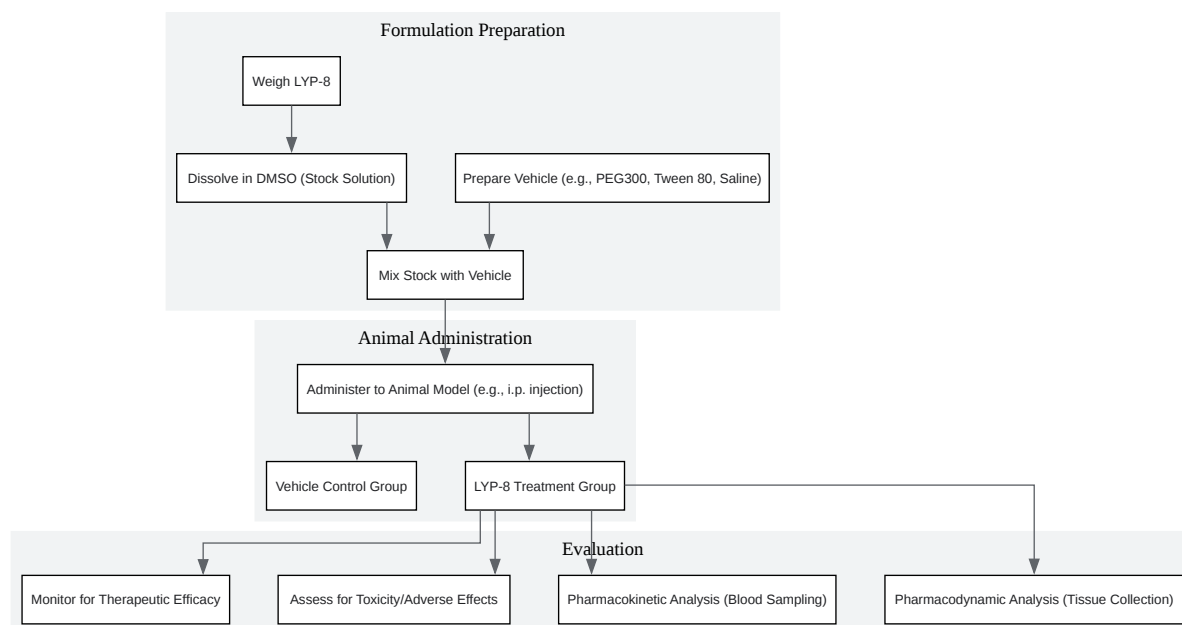 Formulation Preparation
Weigh LYP-8
Dissolve in DMSO (Stock Solution)
Prepare Vehicle (e.g., PEG300, Tween 80, Saline)
Mix Stock with Vehicle
Animal Administration
Administer to Animal Model (e.g., i.p. injection)
Vehicle Control Group
LYP-8 Treatment Group
Evaluation
Monitor for Therapeutic Efficacy
Assess for Toxicity/Adverse Effects
Pharmacokinetic Analysis (Blood Sampling)
Pharmacodynamic Analysis (Tissue Collection)